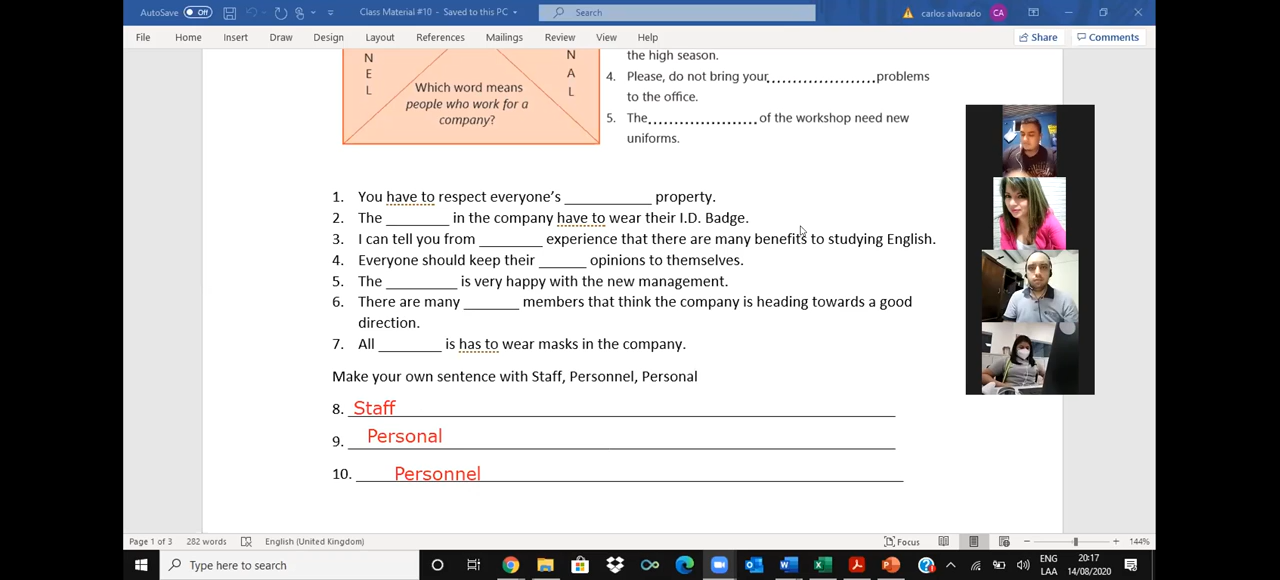 AutoSave Off Class Material #10 - Saved to this PC Search carlos alvarado CA
File Home Insert Draw Design Layout References Mailings Review View Help Share Comments
N
E
L
N
A
L
Which word means
people who work for a
company?
the high season.
4. Please, do not bring your.....................problems
to the office.
5. The.....................of the workshop need new
uniforms.
1. You have to respect everyone's ___________ property.
2. The ________ in the company have to wear their I.D. Badge.
3. I can tell you from ________ experience that there are many benefits to studying English.
4. Everyone should keep their ______ opinions to themselves.
5. The _________ is very happy with the new management.
6. There are many _______ members that think the company is heading towards a good
direction.
7. All ________ is has to wear masks in the company.
Make your own sentence with Staff, Personnel, Personal
8. Staff
9. Personal
10. Personnel
Page 1 of 3 282 words English (United Kingdom) Focus 144%
Type here to search ENG 20:17
LAA 14/08/2020